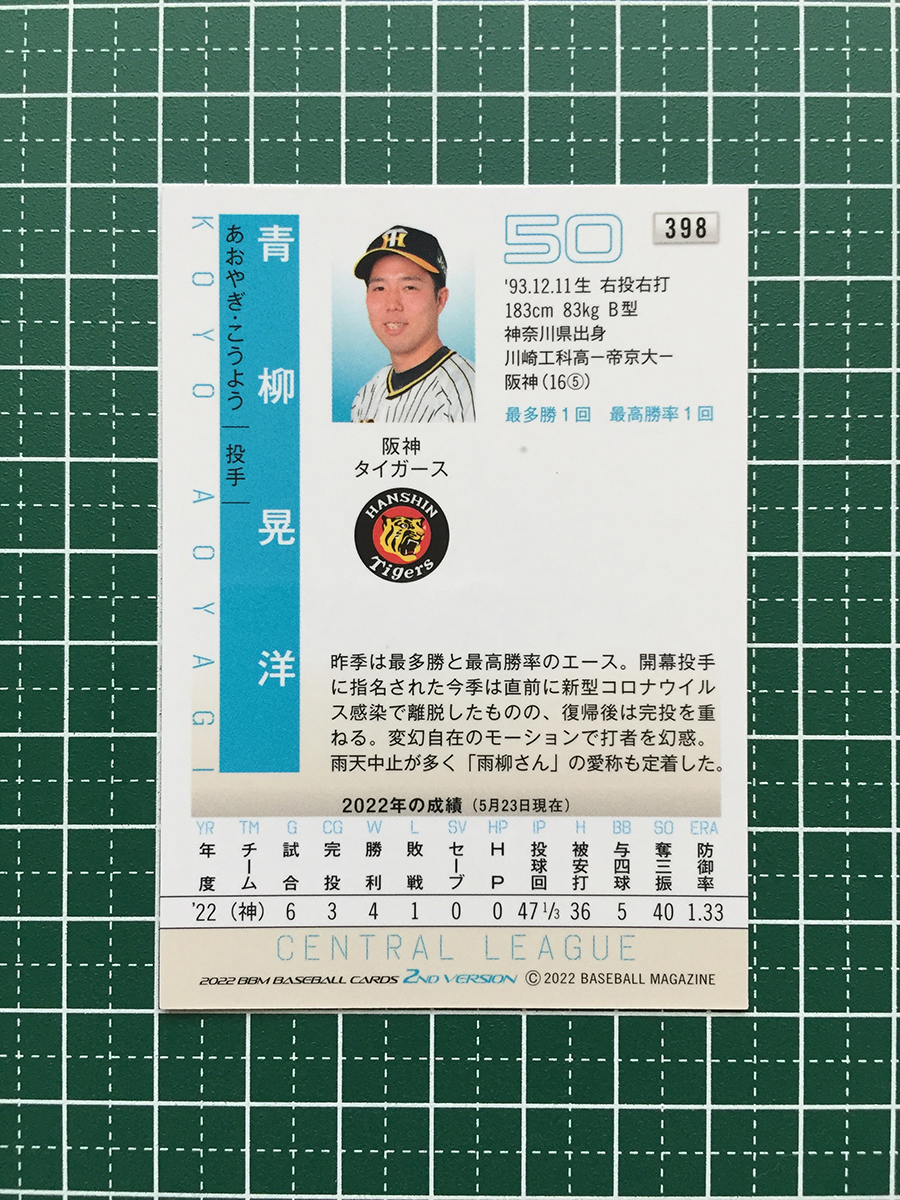 50
398
KOYO AOYAGI
あおやぎ・こうよう 投手
青柳晃洋
'93.12.11生 右投右打
183cm 83kg B型
神奈川県出身
川崎工科高ー帝京大ー
阪神(16⑤)
最多勝1回 最高勝率1回
阪神
タイガース
HANSHIN
Tigers
昨季は最多勝と最高勝率のエース。開幕投手
に指名された今季は直前に新型コロナウイル
ス感染で離脱したものの、復帰後は完投を重
ねる。変幻自在のモーションで打者を幻惑。
雨天中止が多く「雨柳さん」の愛称も定着した。
2022年の成績(5月23日現在)
YR TM G CG W L SV HP IP H BB SO ERA
年度 チーム 試合 完投 勝利 敗戦 セーブ HP 投球回 被安打 与四球 奪三振 防御率
'22 (神) 6 3 4 1 0 0 47 1/3 36 5 40 1.33
CENTRAL LEAGUE
2022 BBM BASEBALL CARDS 2ND VERSION ©2022 BASEBALL MAGAZINE